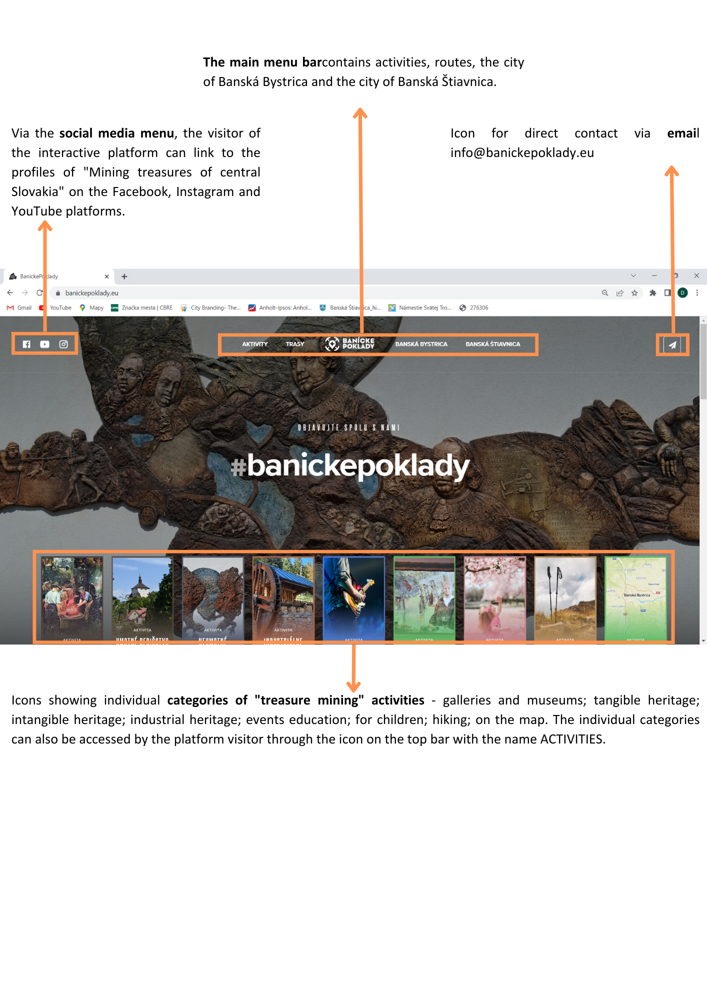 The main menu barcontains activities, routes, the city
of Banská Bystrica and the city of Banská Štiavnica.
Via the social media menu, the visitor of
the interactive platform can link to the
profiles of "Mining treasures of central
Slovakia" on the Facebook, Instagram and
YouTube platforms.
Icon for direct contact via email
info@banickepoklady.eu
BanickePoklady
banickepoklady.eu
D
Gmail YouTube Mapy Značka mesta | CBRE City Branding- The... Anholt-Ipsos: Anhol... Banská Štiavnica_hi... Námestie Svätej Tro... 276306
AKTIVITY TRASY BANÍCKE POKLADY BANSKÁ BYSTRICA BANSKÁ ŠTIAVNICA
OBJAVUJTE SPOLU S NAMI
#banickepoklady
Banská Bystrica
AKTIVITA AKTIVITA AKTIVITA
AKTIVITA AKTIVITA AKTIVITA AKTIVITA AKTIVITA AKTIVITA
Icons showing individual categories of "treasure mining" activities - galleries and museums; tangible heritage;
intangible heritage; industrial heritage; events education; for children; hiking; on the map. The individual categories
can also be accessed by the platform visitor through the icon on the top bar with the name ACTIVITIES.